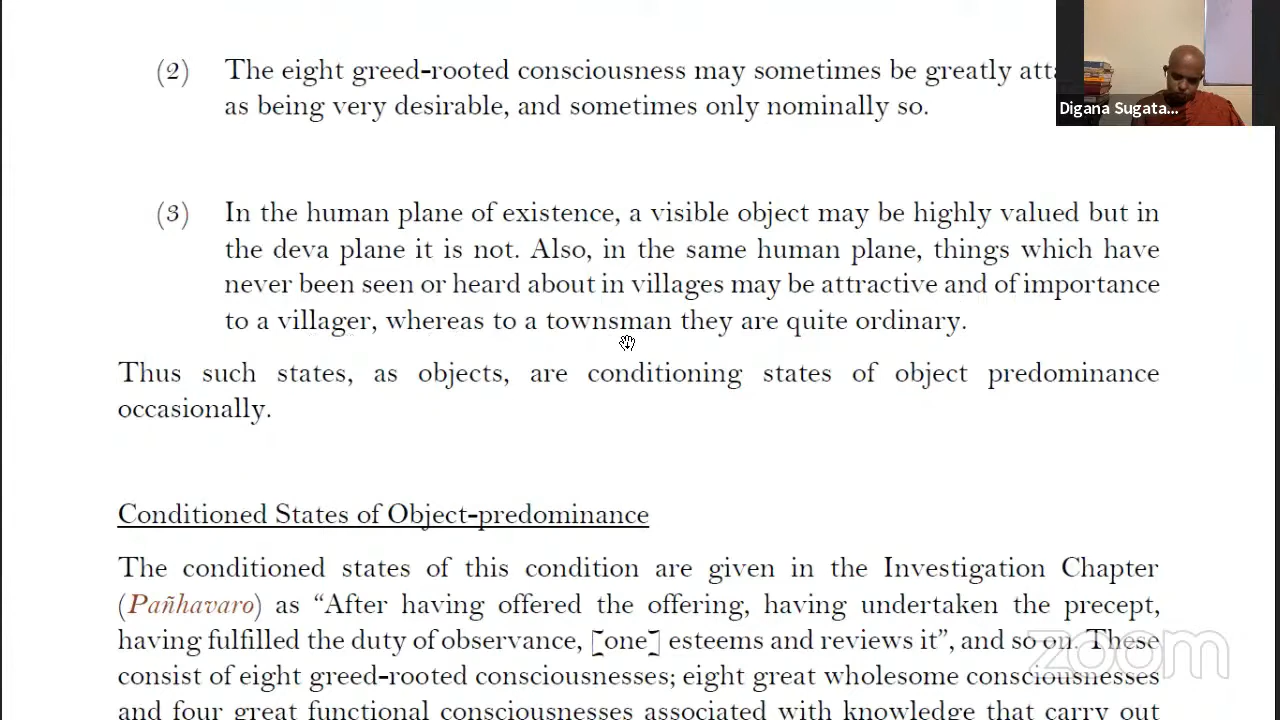 (2) The eight greed-rooted consciousness may sometimes be greatly
as being very desirable, and sometimes only nominally so.
Digana Sugata...
(3) In the human plane of existence, a visible object may be highly valued but in
the deva plane it is not. Also, in the same human plane, things which have
never been seen or heard about in villages may be attractive and of importance
to a villager, whereas to a townsman they are quite ordinary.
Thus such states, as objects, are conditioning states of object predominance
occasionally.
Conditioned States of Object-predominance
The conditioned states of this condition are given in the Investigation Chapter
(Pañhavaro) as “After having offered the offering, having undertaken the precept,
having fulfilled the duty of observance, [one] esteems and reviews it”, and so on. These
consist of eight greed-rooted consciousnesses; eight great wholesome consciousnesses
and four great functional consciousnesses associated with knowledge that carry out
zoom